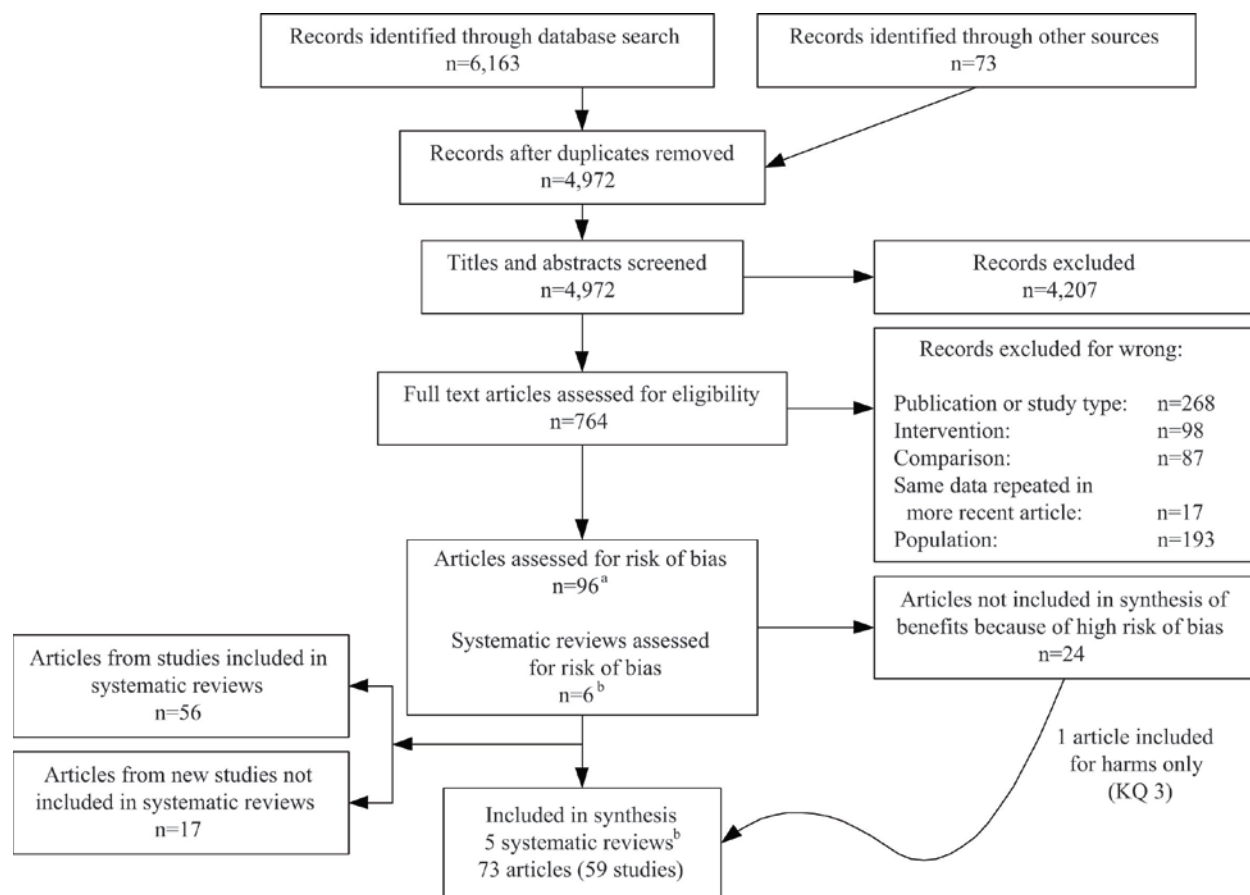 Records identified through database search
n=6,163
Records identified through other sources
n=73
Records after duplicates removed
n=4,972
Titles and abstracts screened
n=4,972
Records excluded
n=4,207
Full text articles assessed for eligibility
n=764
Records excluded for wrong:
Publication or study type: n=268
Intervention: n=98
Comparison: n=87
Same data repeated in
more recent article: n=17
Population: n=193
Articles assessed for risk of bias
n=96a
Systematic reviews assessed
for risk of bias
n=6b
Articles not included in synthesis of
benefits because of high risk of bias
n=24
Articles from studies included in
systematic reviews
n=56
Articles from new studies not
included in systematic reviews
n=17
1 article included
for harms only
(KQ 3)
Included in synthesis
5 systematic reviewsb
73 articles (59 studies)